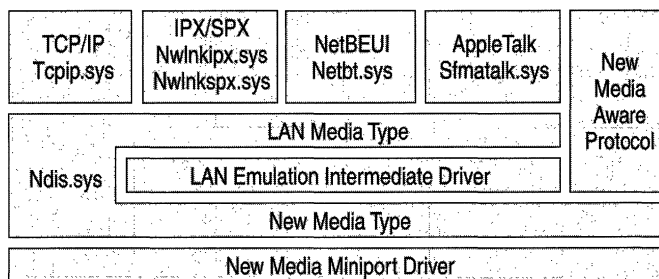 TCP/IP
Tcpip.sys
IPX/SPX
Nwlnkipx.sys
Nwlnkspx.sys
NetBEUI
Netbt.sys
AppleTalk
Sfmatalk.sys
New
Media
Aware
Protocol
LAN Media Type
Ndis.sys
LAN Emulation Intermediate Driver
New Media Type
New Media Miniport Driver